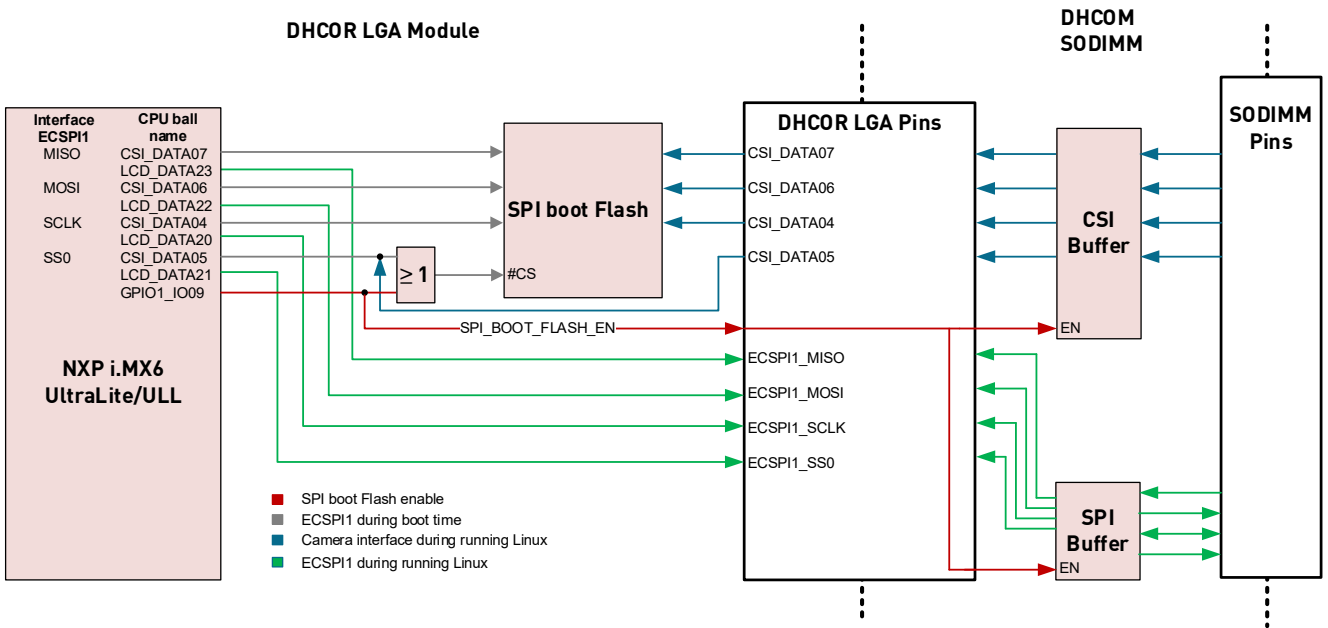 DHCOR LGA Module
DHCOM
SODIMM
Interface
ECSPI1
CPU ball
name
MISO
CSI_DATA07
LCD_DATA23
MOSI
CSI_DATA06
LCD_DATA22
SCLK
CSI_DATA04
LCD_DATA20
SS0
CSI_DATA05
LCD_DATA21
GPIO1_IO09
NXP i.MX6
UltraLite/ULL
≥ 1
SPI boot Flash
#CS
SPI_BOOT_FLASH_EN
DHCOR LGA Pins
CSI_DATA07
CSI_DATA06
CSI_DATA04
CSI_DATA05
ECSPI1_MISO
ECSPI1_MOSI
ECSPI1_SCLK
ECSPI1_SS0
CSI
Buffer
EN
SPI
Buffer
EN
SODIMM
Pins
SPI boot Flash enable
ECSPI1 during boot time
Camera interface during running Linux
ECSPI1 during running Linux